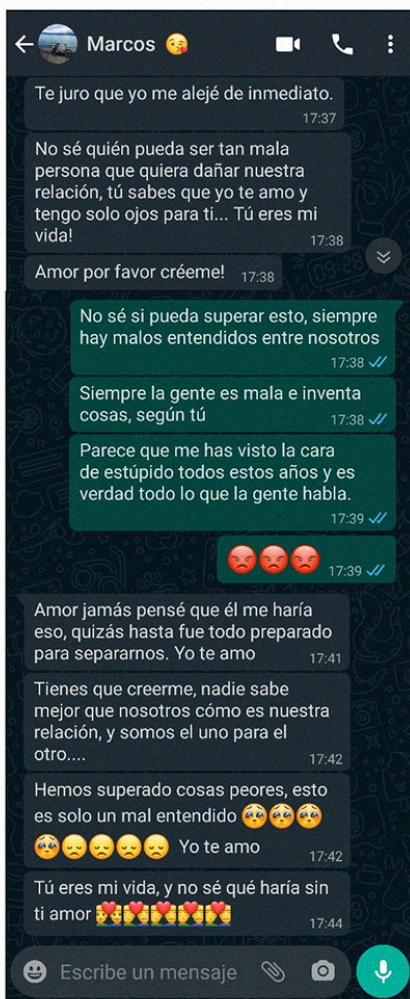 Marcos 😘
Te juro que yo me alejé de inmediato.
17:37
No sé quién pueda ser tan mala
persona que quiera dañar nuestra
relación, tú sabes que yo te amo y
tengo solo ojos para ti... Tú eres mi
vida!
17:38
Amor por favor créeme! 17:38
No sé si pueda superar esto, siempre
hay malos entendidos entre nosotros
17:38
Siempre la gente es mala e inventa
cosas, según tú
17:38
Parece que me has visto la cara
de estúpido todos estos años y es
verdad todo lo que la gente habla.
17:39
😡😡😡 17:39
Amor jamás pensé que él me haría
eso, quizás hasta fue todo preparado
para separarnos. Yo te amo
17:41
Tienes que creerme, nadie sabe
mejor que nosotros cómo es nuestra
relación, y somos el uno para el
otro....
17:42
Hemos superado cosas peores, esto
es solo un mal entendido 🥺🥺🥺
🥺😞😞😞😞 Yo te amo
17:42
Tú eres mi vida, y no sé qué haría sin
ti amor 💑💑💑💑💑
17:44
Escribe un mensaje